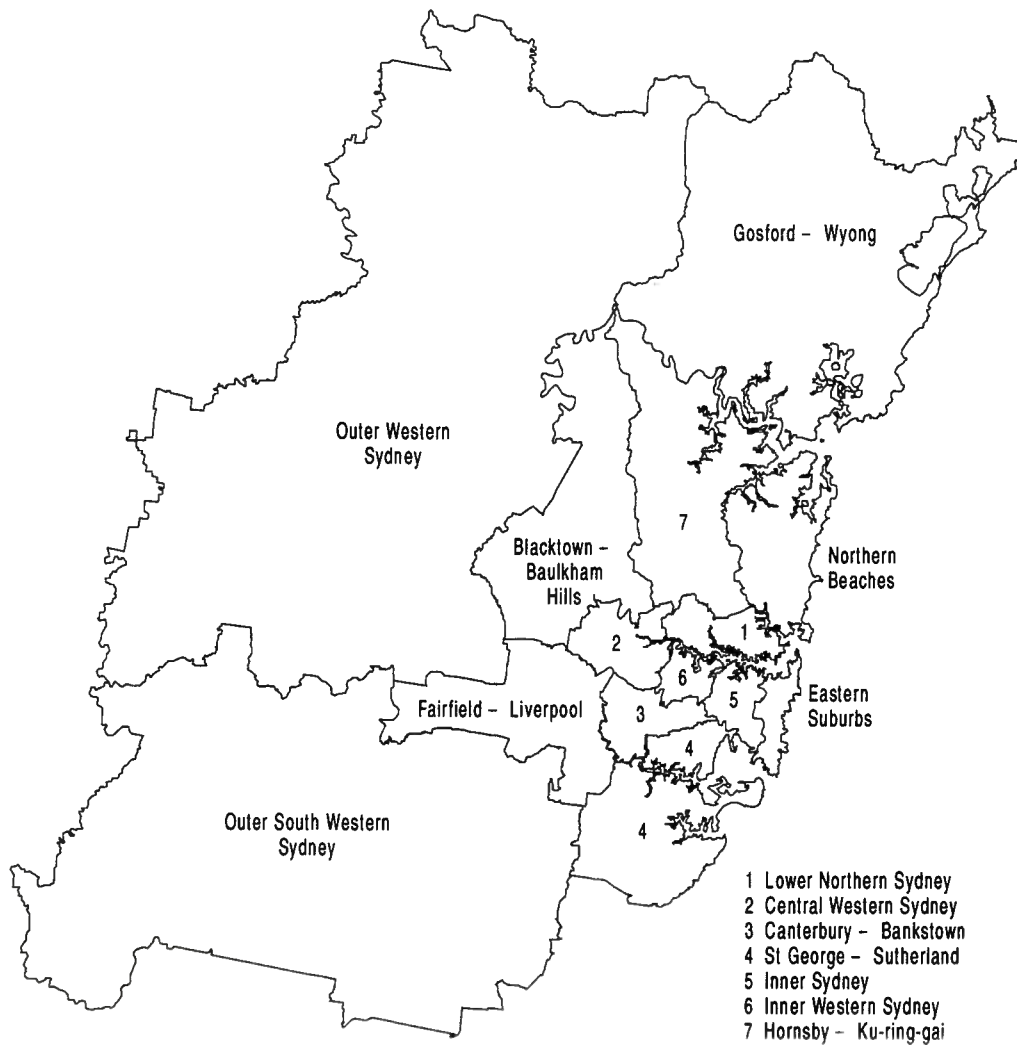 Gosford – Wyong
Outer Western
Sydney
7
Blacktown –
Baulkham
Hills
Northern
Beaches
1
2
6
5
Eastern
Suburbs
Fairfield – Liverpool
3
4
Outer South Western
Sydney
4
1 Lower Northern Sydney
2 Central Western Sydney
3 Canterbury – Bankstown
4 St George – Sutherland
5 Inner Sydney
6 Inner Western Sydney
7 Hornsby – Ku-ring-gai